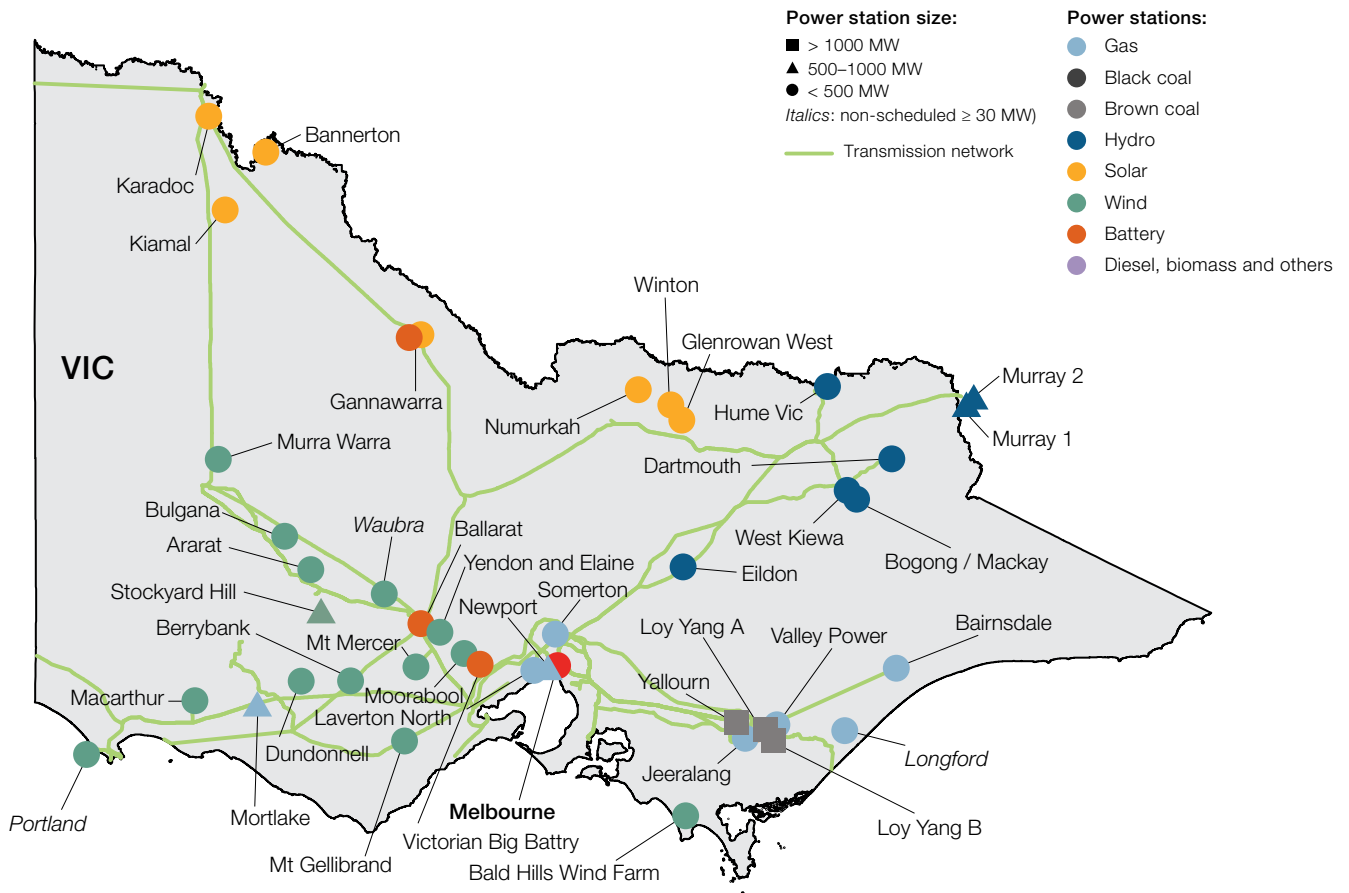 Power station size:
> 1000 MW
500–1000 MW
< 500 MW
Italics: non-scheduled ≥ 30 MW)
Transmission network
Power stations:
Gas
Black coal
Brown coal
Hydro
Solar
Wind
Battery
Diesel, biomass and others
Bannerton
Karadoc
Kiamal
Winton
Glenrowan West
VIC
Murray 2
Gannawarra
Hume Vic
Numurkah
Murray 1
Murra Warra
Dartmouth
Bulgana
Waubra
Ballarat
West Kiewa
Ararat
Yendon and Elaine
Bogong / Mackay
Eildon
Stockyard Hill
Somerton
Newport
Berrybank
Mt Mercer
Loy Yang A
Valley Power
Bairnsdale
Yallourn
Macarthur
Moorabool
Laverton North
Dundonnell
Longford
Jeeralang
Portland
Mortlake
Melbourne
Loy Yang B
Victorian Big Battry
Mt Gellibrand
Bald Hills Wind Farm